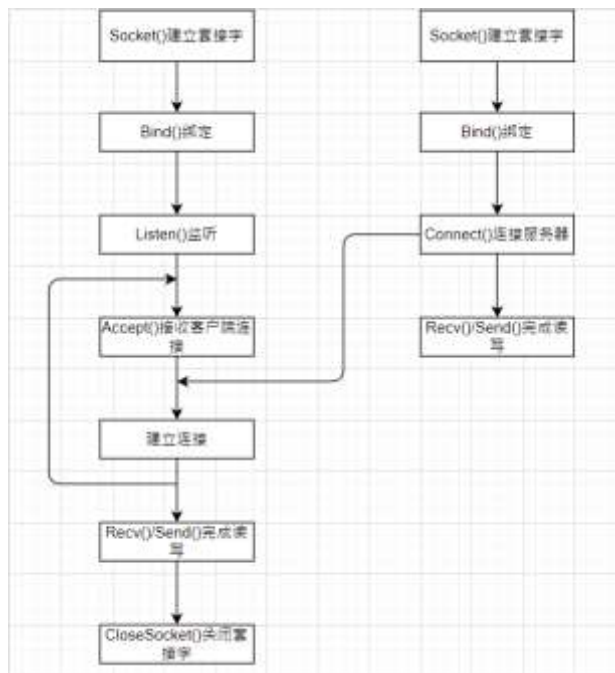 Socket()建立套接字
Socket()建立套接字
Bind()绑定
Bind()绑定
Listen()监听
Connect()连接服务器
Accept()接收客户端连
接
Recv()/Send()完成读
写
建立连接
Recv()/Send()完成读
写
CloseSocket()关闭套
接字